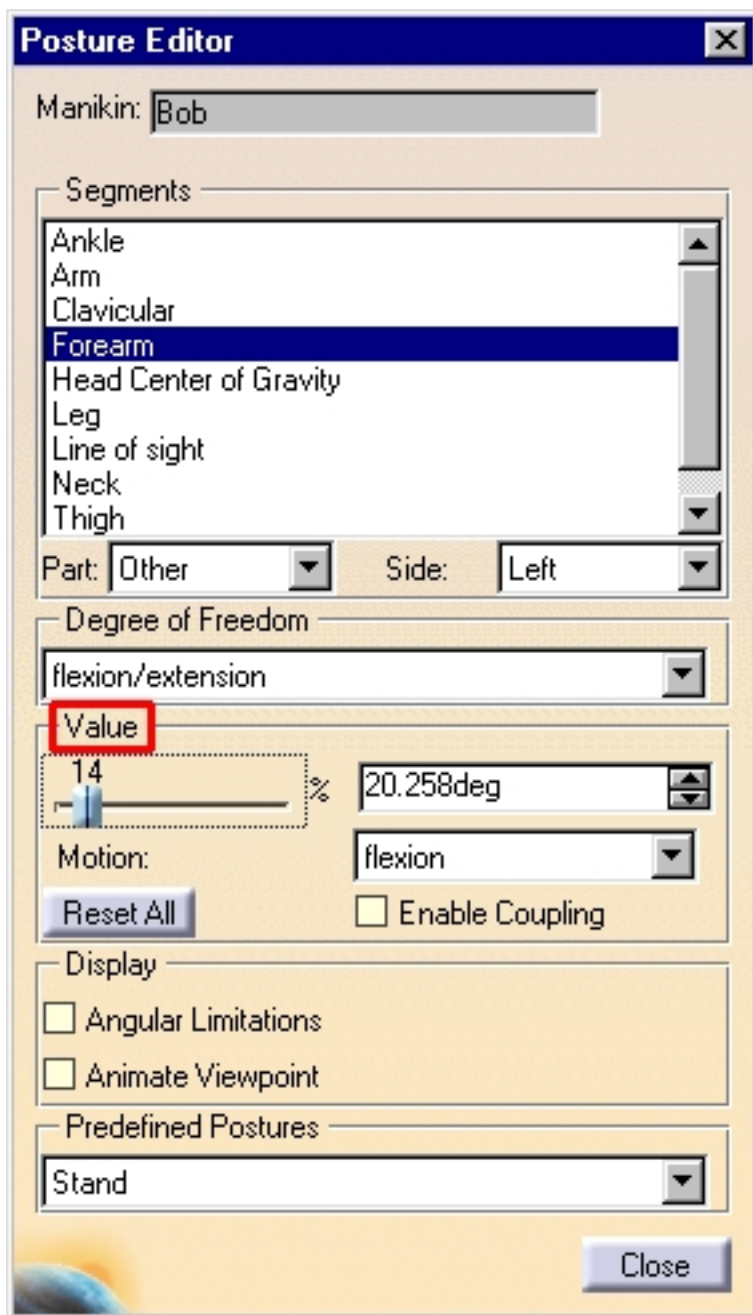 Posture Editor
Manikin: Bob
Segments
Ankle
Arm
Clavicular
Forearm
Head Center of Gravity
Leg
Line of sight
Neck
Thigh
Part: Other Side: Left
Degree of Freedom
flexion/extension
Value
14
% 20.258deg
Motion: flexion
Reset All Enable Coupling
Display
Angular Limitations
Animate Viewpoint
Predefined Postures
Stand
Close